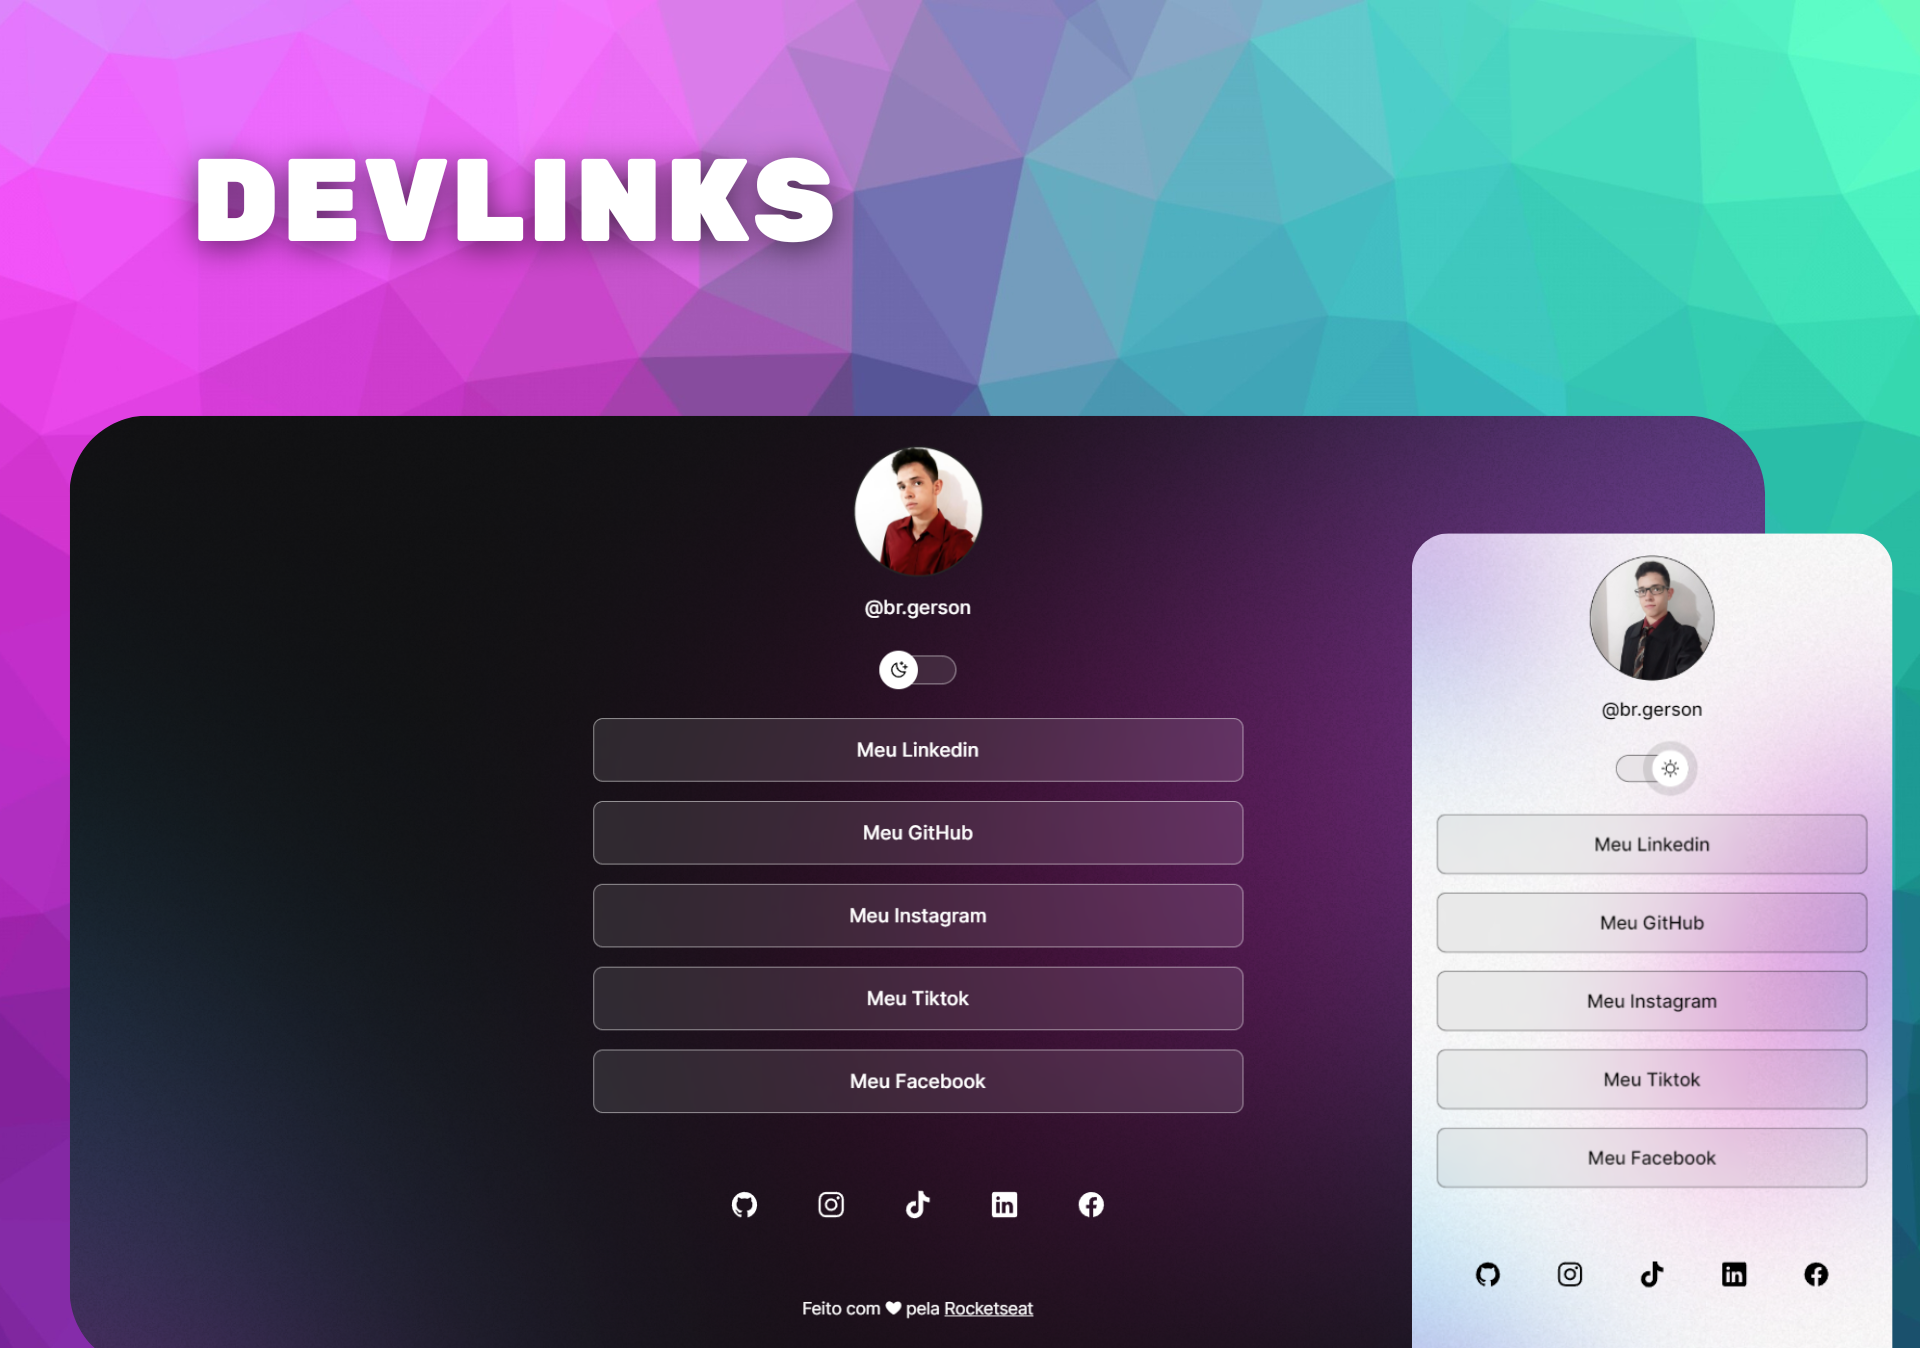 DEVLINKS
@br.gerson
Meu Linkedin
Meu GitHub
Meu Instagram
Meu Tiktok
Meu Facebook
Feito com ♥ pela Rocketseat
@br.gerson
Meu Linkedin
Meu GitHub
Meu Instagram
Meu Tiktok
Meu Facebook